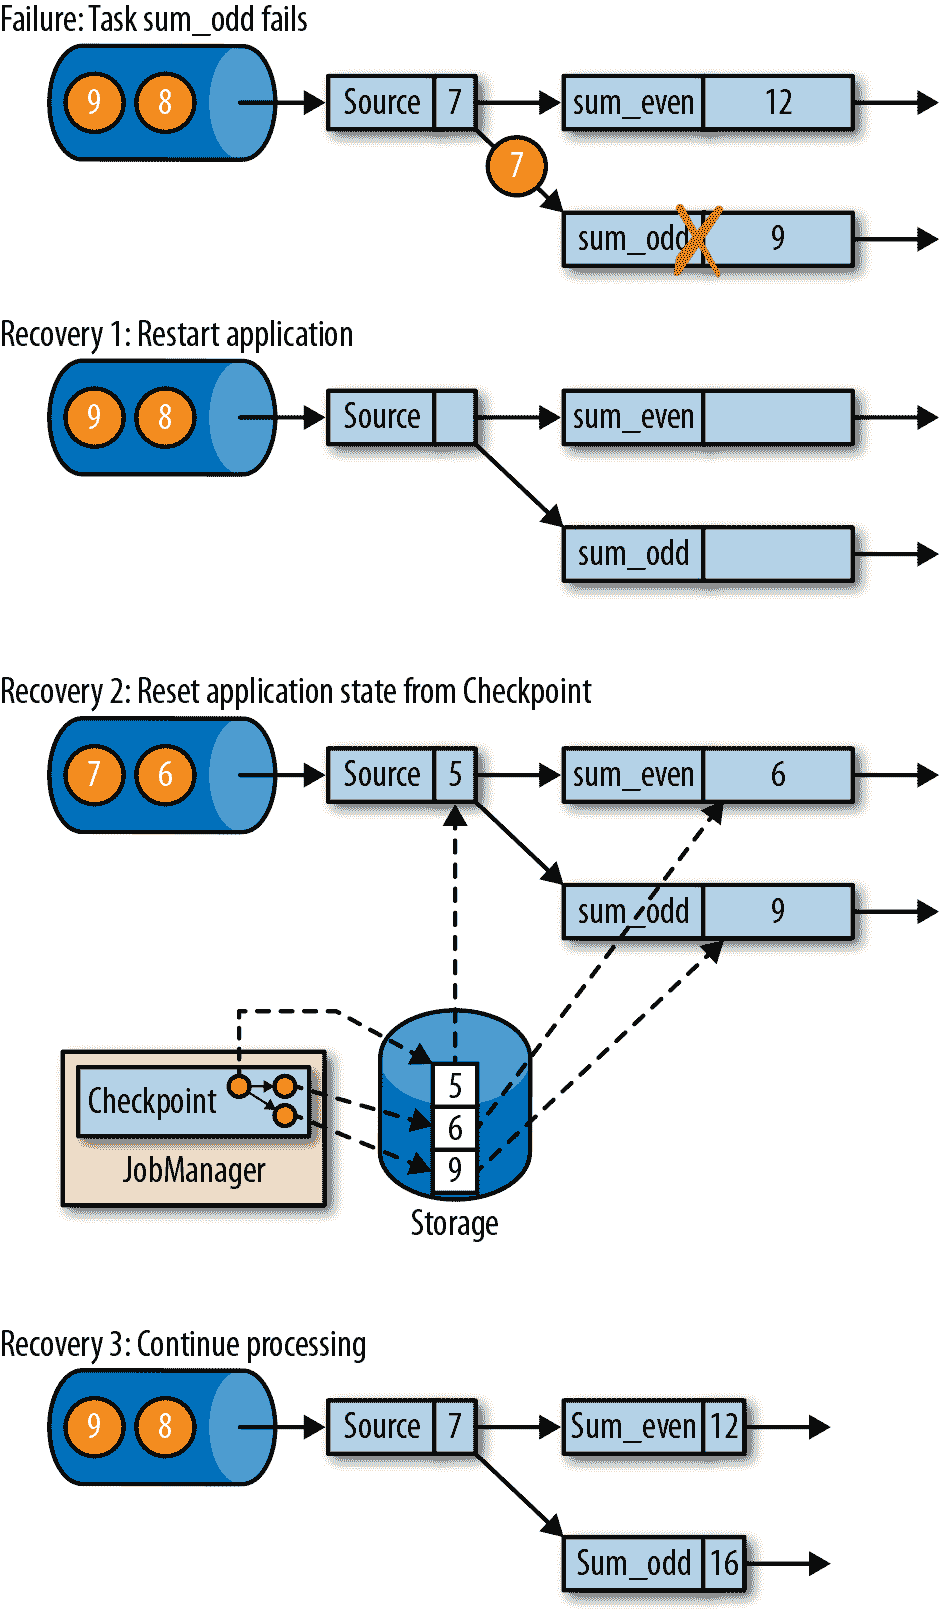 Failure: Task sum_odd fails
9 8 Source 7 sum_even 12
7
sum_odd 9
Recovery 1: Restart application
9 8 Source sum_even
sum_odd
Recovery 2: Reset application state from Checkpoint
7 6 Source 5 sum_even 6
sum_odd 9
Checkpoint
JobManager
5
6
9
Storage
Recovery 3: Continue processing
9 8 Source 7 Sum_even 12
Sum_odd 16